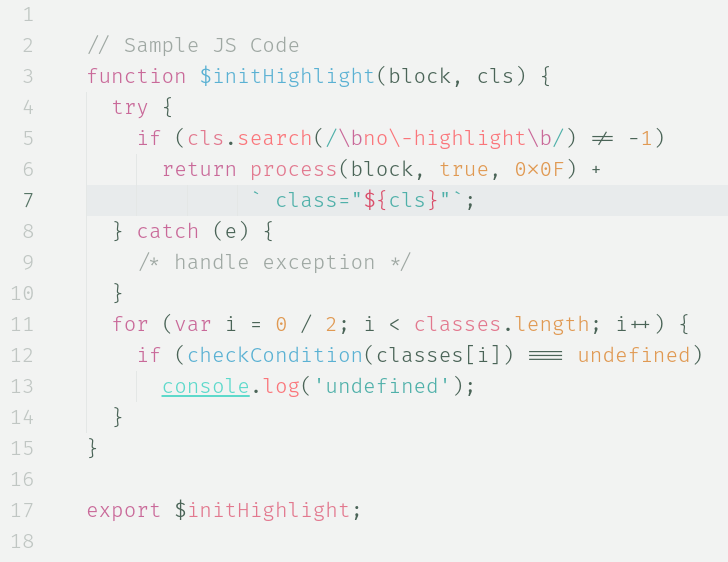 1
2 // Sample JS Code
3 function $initHighlight(block, cls) {
4   try {
5     if (cls.search(/\bno\-highlight\b/) != -1)
6       return process(block, true, 0x0F) +
7              ` class="${cls}"`;
8   } catch (e) {
9     /* handle exception */
10   }
11   for (var i = 0 / 2; i < classes.length; i++) {
12     if (checkCondition(classes[i]) === undefined)
13       console.log('undefined');
14   }
15 }
16
17 export $initHighlight;
18